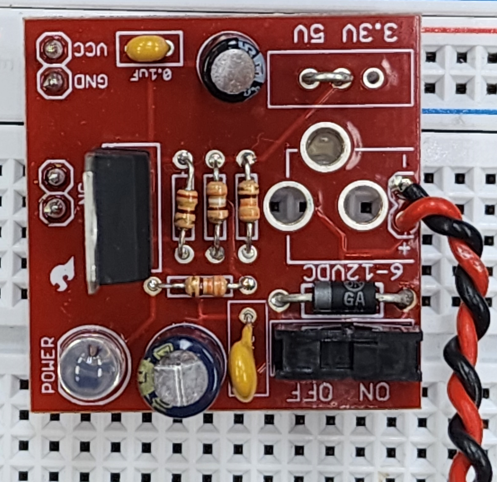 3.3V 5V
VCC
GND
0.1uF
6-12VDC
GA
POWER
ON OFF